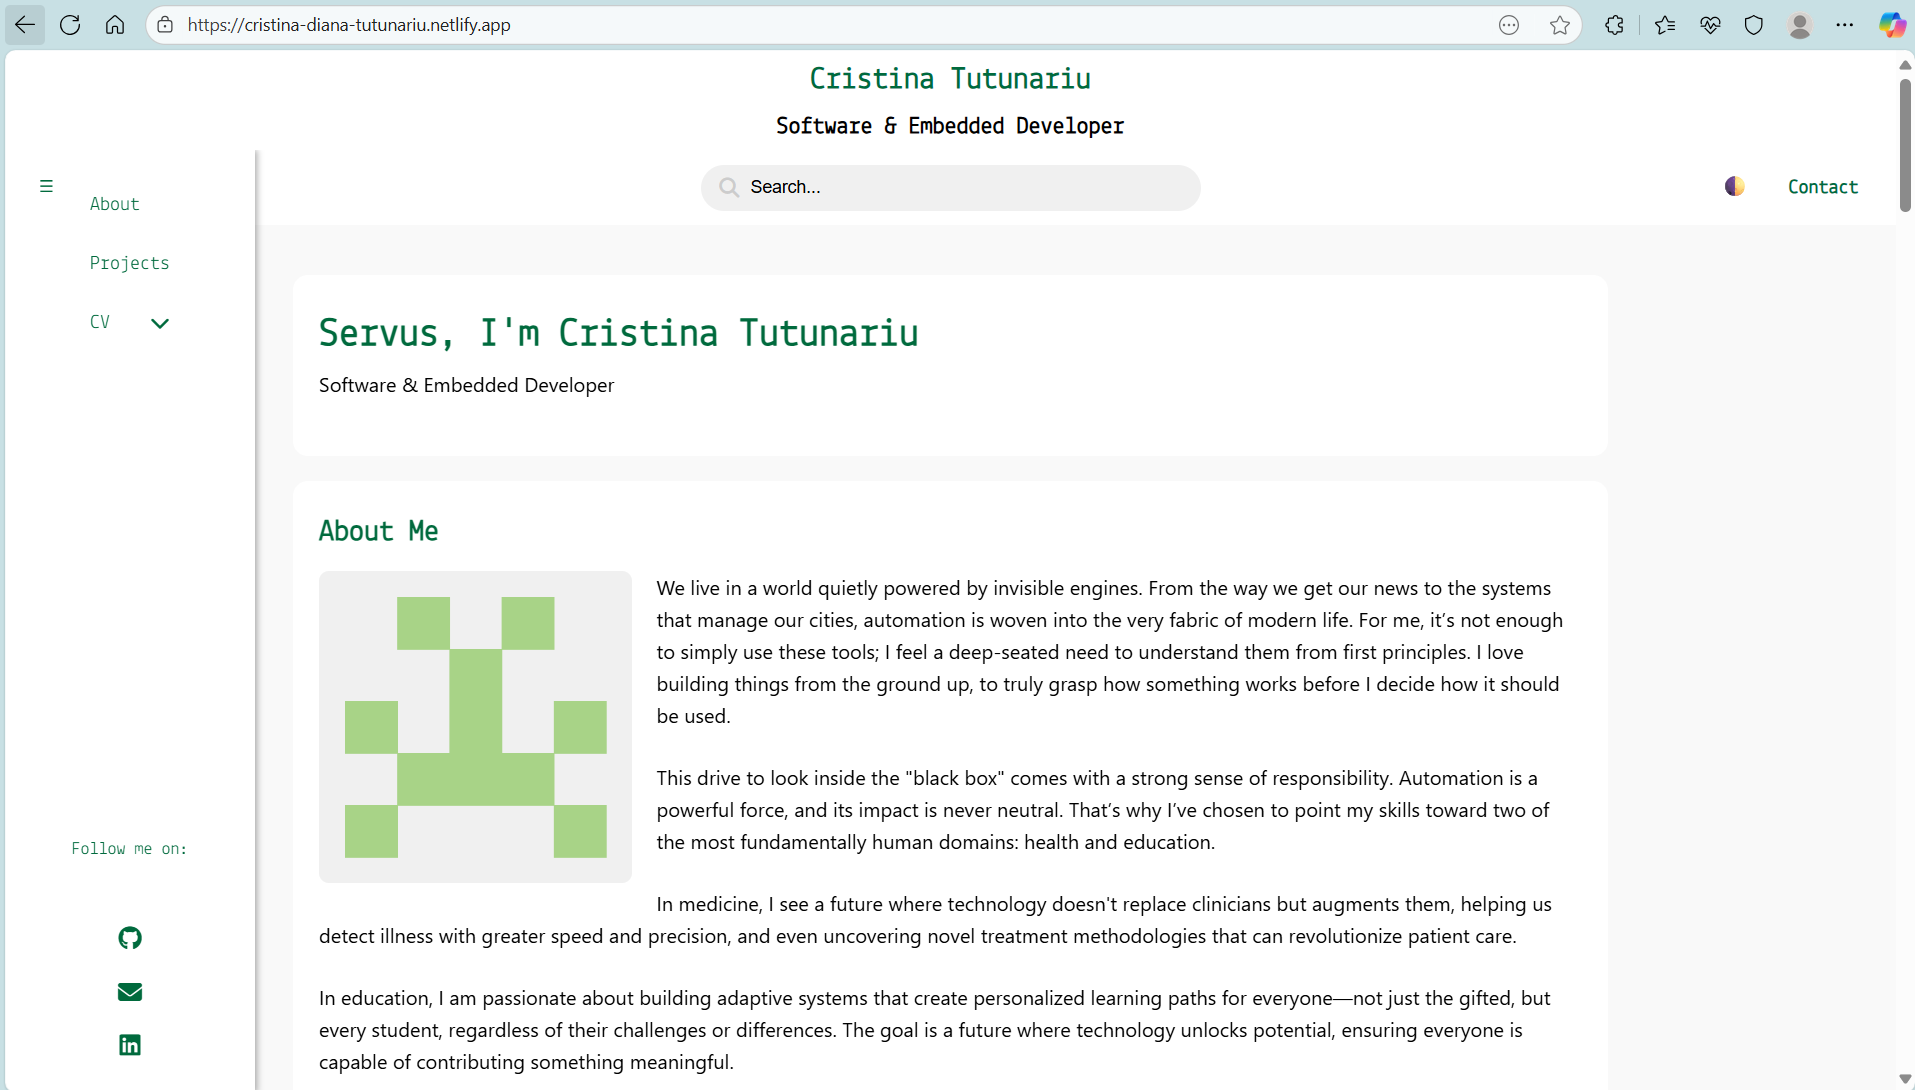 https://cristina-diana-tutunariu.netlify.app
Cristina Tutunariu
Software & Embedded Developer
☰
Search...
Contact
About
Projects
CV
Follow me on:
Servus, I'm Cristina Tutunariu
Software & Embedded Developer
About Me
We live in a world quietly powered by invisible engines. From the way we get our news to the systems
that manage our cities, automation is woven into the very fabric of modern life. For me, it’s not enough
to simply use these tools; I feel a deep-seated need to understand them from first principles. I love
building things from the ground up, to truly grasp how something works before I decide how it should
be used.
This drive to look inside the "black box" comes with a strong sense of responsibility. Automation is a
powerful force, and its impact is never neutral. That’s why I’ve chosen to point my skills toward two of
the most fundamentally human domains: health and education.
In medicine, I see a future where technology doesn't replace clinicians but augments them, helping us
detect illness with greater speed and precision, and even uncovering novel treatment methodologies that can revolutionize patient care.
In education, I am passionate about building adaptive systems that create personalized learning paths for everyone—not just the gifted, but
every student, regardless of their challenges or differences. The goal is a future where technology unlocks potential, ensuring everyone is
capable of contributing something meaningful.